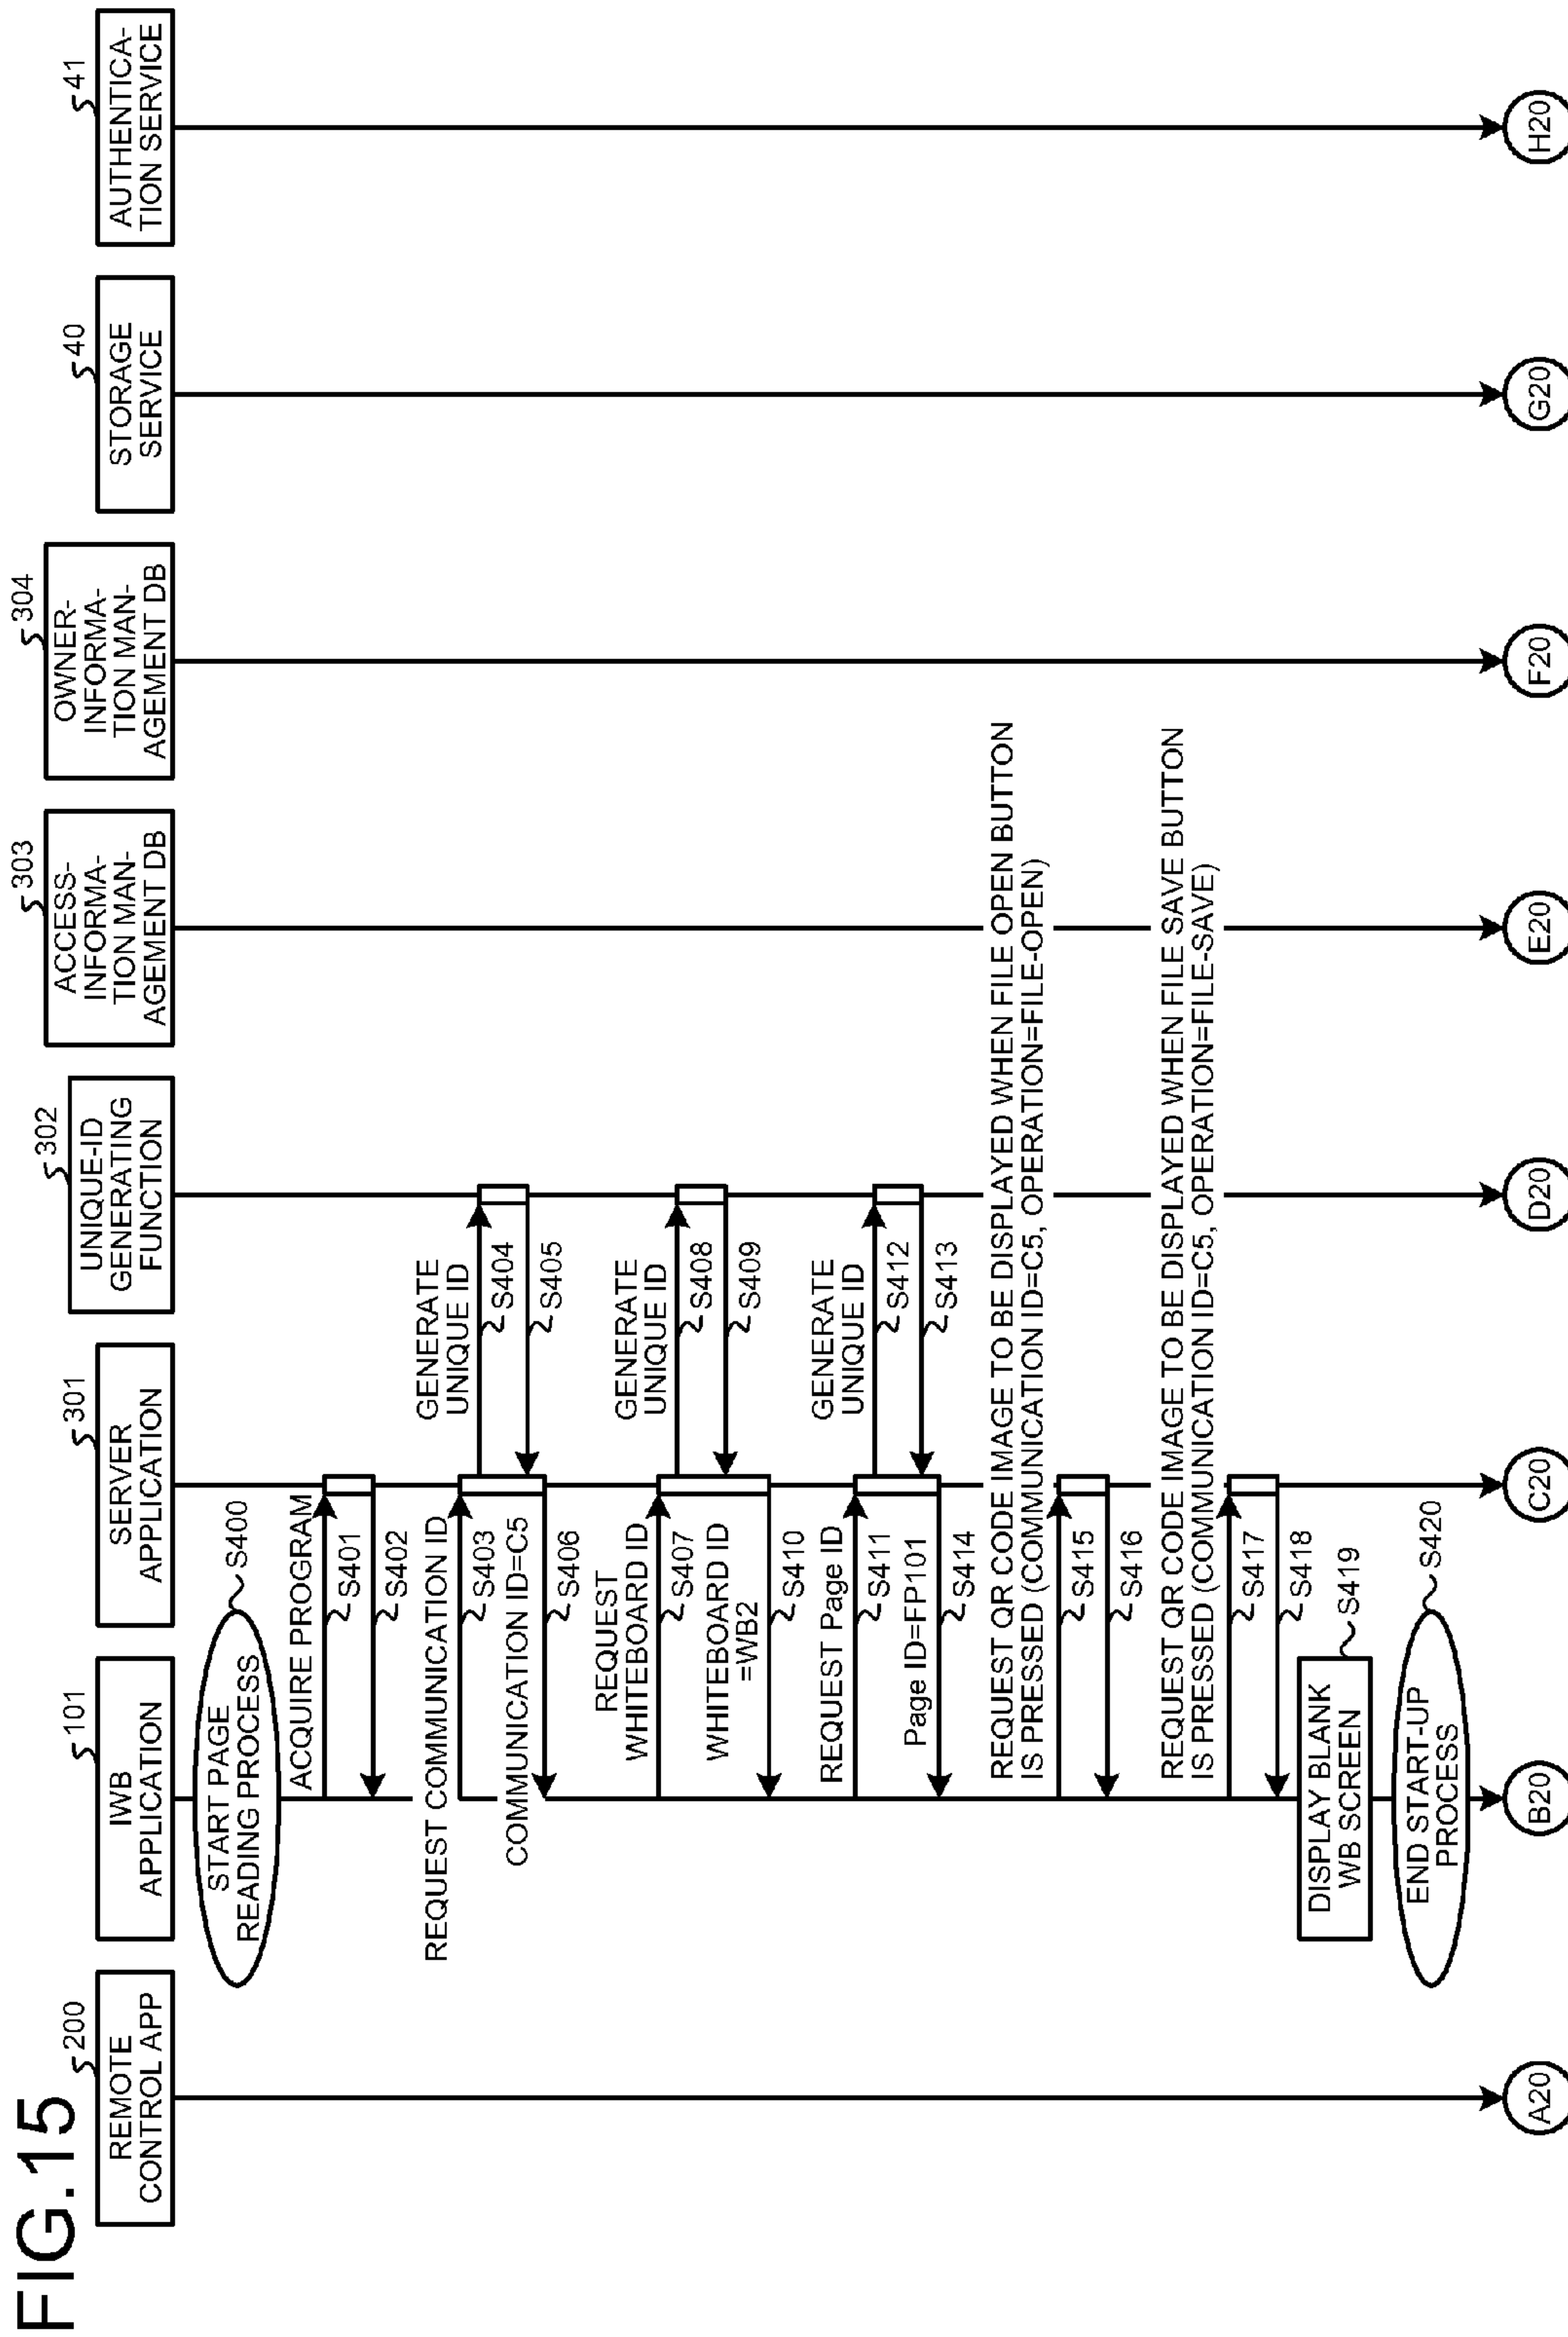 FIG.15
200
REMOTE
CONTROL APP
101
IWB
APPLICATION
301
SERVER
APPLICATION
302
UNIQUE-ID
GENERATING
FUNCTION
303
ACCESS-
INFORMA-
TION MAN-
AGEMENT DB
304
OWNER-
INFORMA-
TION MAN-
AGEMENT DB
40
STORAGE
SERVICE
41
AUTHENTICA-
TION SERVICE
START PAGE
READING PROCESS
S400
ACQUIRE PROGRAM
S401
S402
REQUEST COMMUNICATION ID
S403
GENERATE
UNIQUE ID
S404
S405
COMMUNICATION ID=C5
S406
REQUEST
WHITEBOARD ID
S407
GENERATE
UNIQUE ID
S408
S409
WHITEBOARD ID
=WB2
S410
REQUEST Page ID
S411
GENERATE
UNIQUE ID
S412
S413
Page ID=FP101
S414
REQUEST QR CODE IMAGE TO BE DISPLAYED WHEN FILE OPEN BUTTON
IS PRESSED (COMMUNICATION ID=C5, OPERATION=FILE-OPEN)
S415
S416
REQUEST QR CODE IMAGE TO BE DISPLAYED WHEN FILE SAVE BUTTON
IS PRESSED (COMMUNICATION ID=C5, OPERATION=FILE-SAVE)
S417
S418
DISPLAY BLANK
WB SCREEN
S419
END START-UP
PROCESS
S420
A20
B20
C20
D20
E20
F20
G20
H20